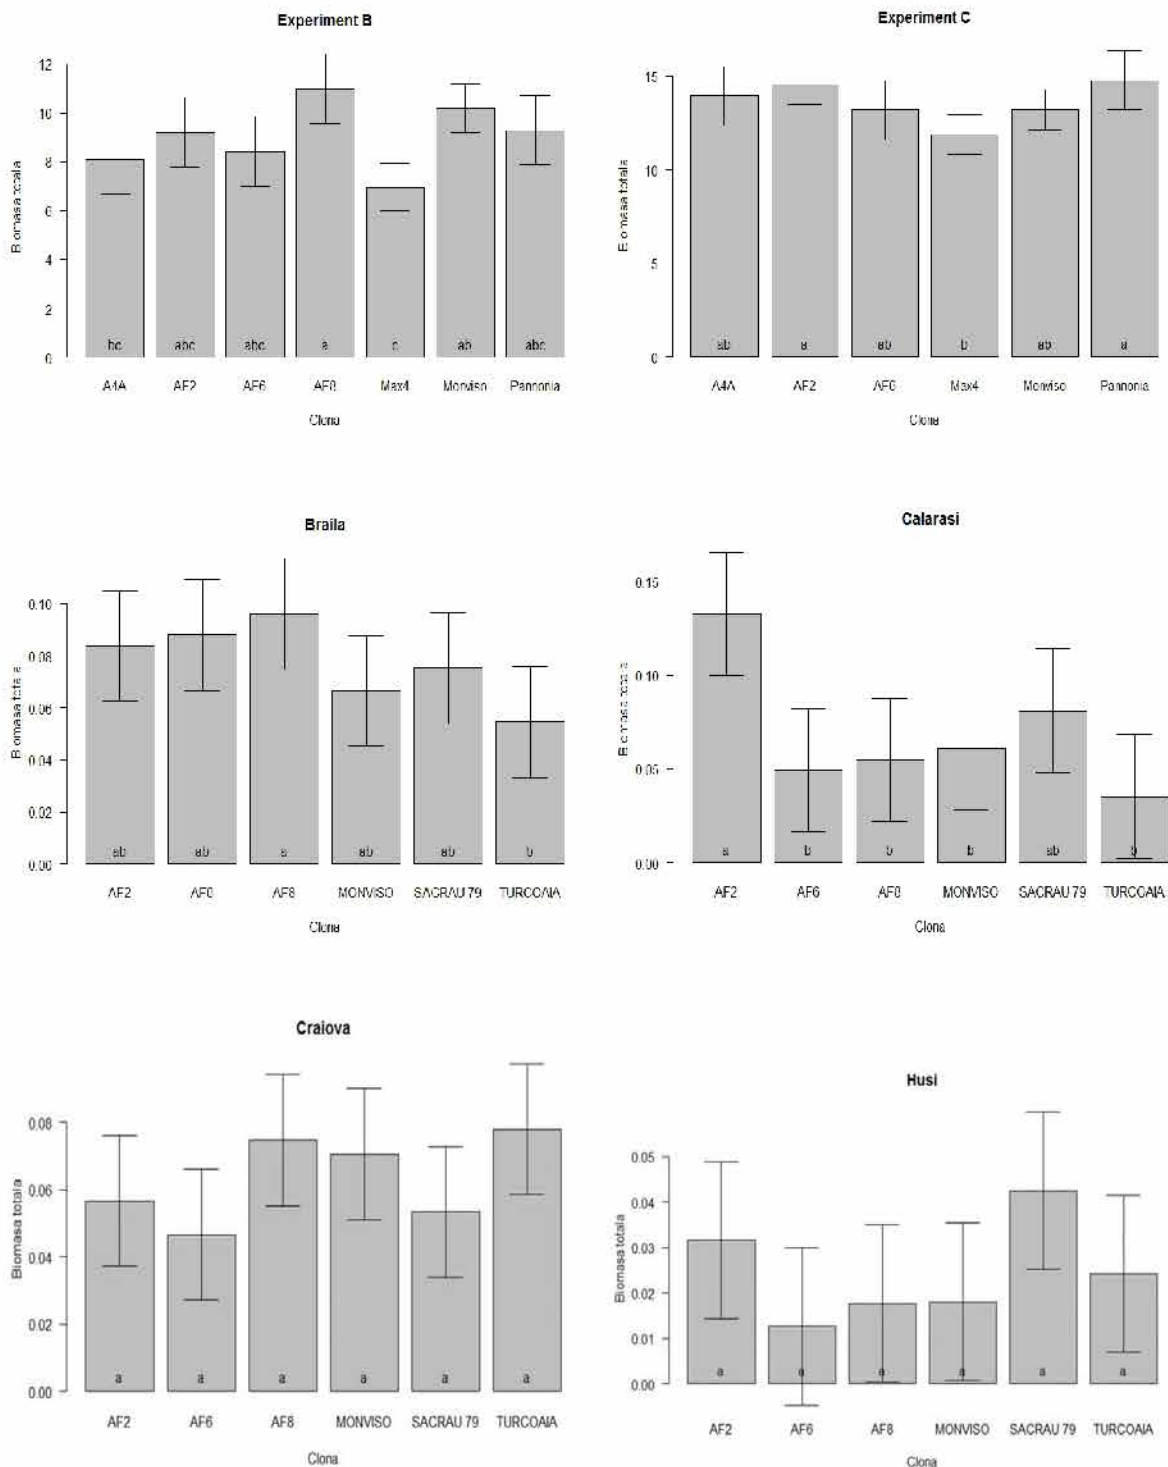 Experiment B
12
10
8
6
4
2
0
Biomasa totala
bc abc abc a c ab abc
A4A AF2 AF6 AF8 Max4 Monviso Pannonia
Clona
Experiment C
15
10
5
0
Biomasa totala
ab a ab b ab a
A4A AF2 AF6 Max4 Monviso Pannonia
Clona
Braila
0.10
0.08
0.06
0.04
0.02
0.00
Biomasa totala
ab ab a ab ab b
AF2 AF6 AF8 MONVISO SACRAU 79 TURCOAIA
Clona
Calarasi
0.15
0.10
0.05
0.00
Biomasa totala
a b b b ab b
AF2 AF6 AF8 MONVISO SACRAU 79 TURCOAIA
Clona
Craiova
0.08
0.06
0.04
0.02
0.00
Biomasa totala
a a a a a a
AF2 AF6 AF8 MONVISO SACRAU 79 TURCOAIA
Clona
Husi
0.05
0.04
0.03
0.02
0.01
0.00
Biomasa totala
a a a a a a
AF2 AF6 AF8 MONVISO SACRAU 79 TURCOAIA
Clona